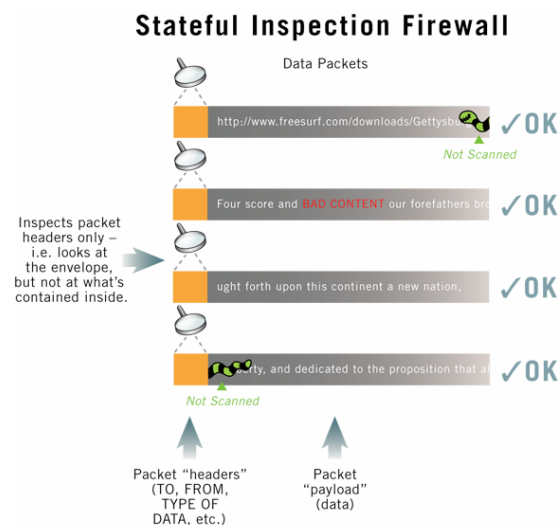 Stateful Inspection Firewall
Data Packets
http://www.freesurf.com/downloads/Gettysburg
✓OK
Not Scanned
Four score and BAD CONTENT our forefathers bro
✓OK
Inspects packet
headers only –
i.e. looks at
the envelope,
but not at what's
contained inside.
ught forth upon this continent a new nation,
✓OK
erty, and dedicated to the proposition that al
✓OK
Not Scanned
Packet “headers”
(TO, FROM,
TYPE OF
DATA, etc.)
Packet
“payload”
(data)